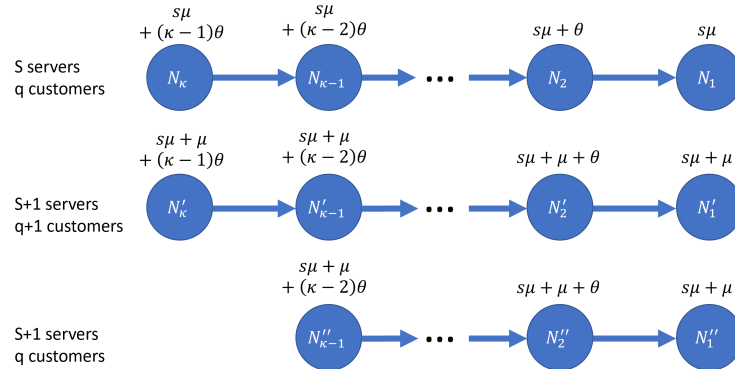 sμ
+ (κ − 1)θ
sμ
+ (κ − 2)θ
sμ + θ
sμ
S servers
q customers
N_κ
N_{κ−1}
...
N_2
N_1
sμ + μ
+ (κ − 1)θ
sμ + μ
+ (κ − 2)θ
sμ + μ + θ
sμ + μ
S+1 servers
q+1 customers
N'_κ
N'_{κ−1}
...
N'_2
N'_1
sμ + μ
+ (κ − 2)θ
sμ + μ + θ
sμ + μ
S+1 servers
q customers
N''_{κ−1}
...
N''_2
N''_1